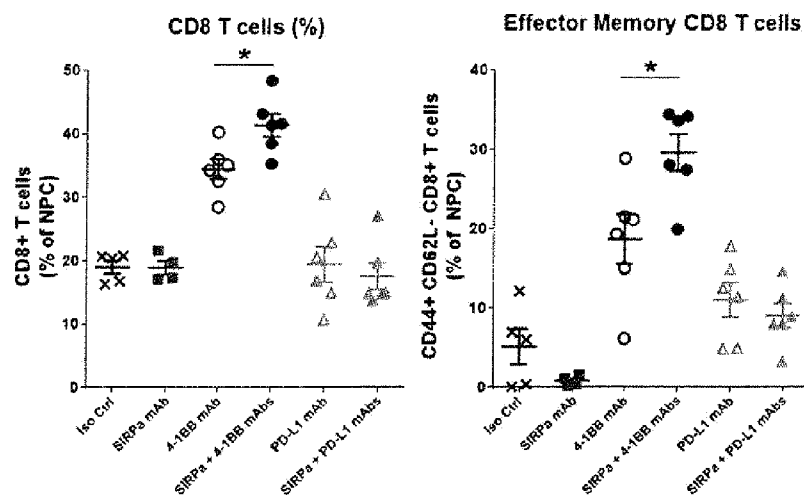 CD8 T cells (%)
*
CD8+ T cells
(% of NPC)
50
40
30
20
10
0
Iso Ctrl
SIRPa mAb
4-1BB mAb
SIRPa + 4-1BB mAbs
PD-L1 mAb
SIRPa + PD-L1 mAbs
Effector Memory CD8 T cells
*
CD44+ CD62L- CD8+ T cells
(% of NPC)
40
30
20
10
0
Iso Ctrl
SIRPa mAb
4-1BB mAb
SIRPa + 4-1BB mAbs
PD-L1 mAb
SIRPa + PD-L1 mAbs